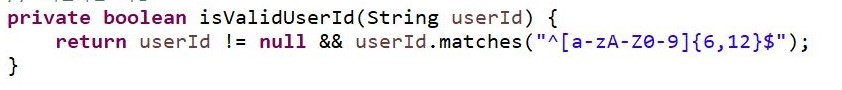 private boolean isValidUserId(String userId) {
    return userId != null && userId.matches("^[a-zA-Z0-9]{6,12}$");
}